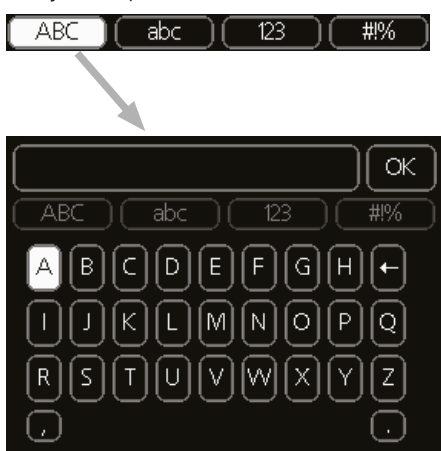 ABC abc 123 #!%
OK
ABC abc 123 #!%
A B C D E F G H ←
I J K L M N O P Q
R S T U V W X Y Z
, .